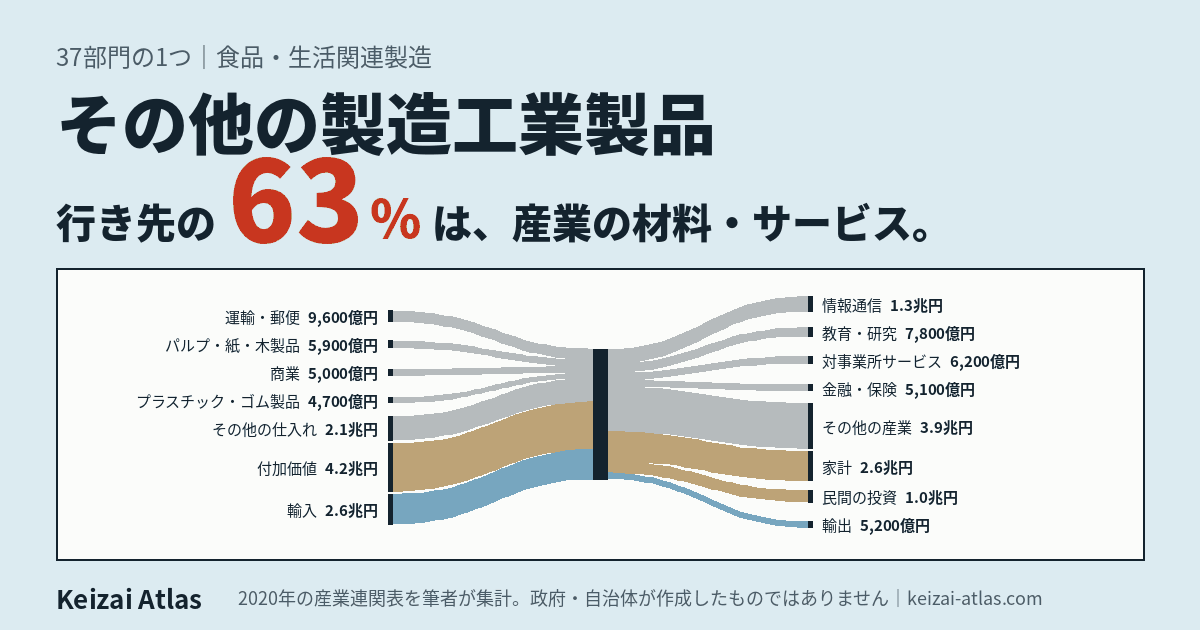 37部門の1つ｜食品・生活関連製造
その他の製造工業製品
行き先の 63% は、産業の材料・サービス。
運輸・郵便 9,600億円
パルプ・紙・木製品 5,900億円
商業 5,000億円
プラスチック・ゴム製品 4,700億円
その他の仕入れ 2.1兆円
付加価値 4.2兆円
輸入 2.6兆円
情報通信 1.3兆円
教育・研究 7,800億円
対事業所サービス 6,200億円
金融・保険 5,100億円
その他の産業 3.9兆円
家計 2.6兆円
民間の投資 1.0兆円
輸出 5,200億円
Keizai Atlas 2020年の産業連関表を筆者が集計。政府・自治体が作成したものではありません｜keizai-atlas.com